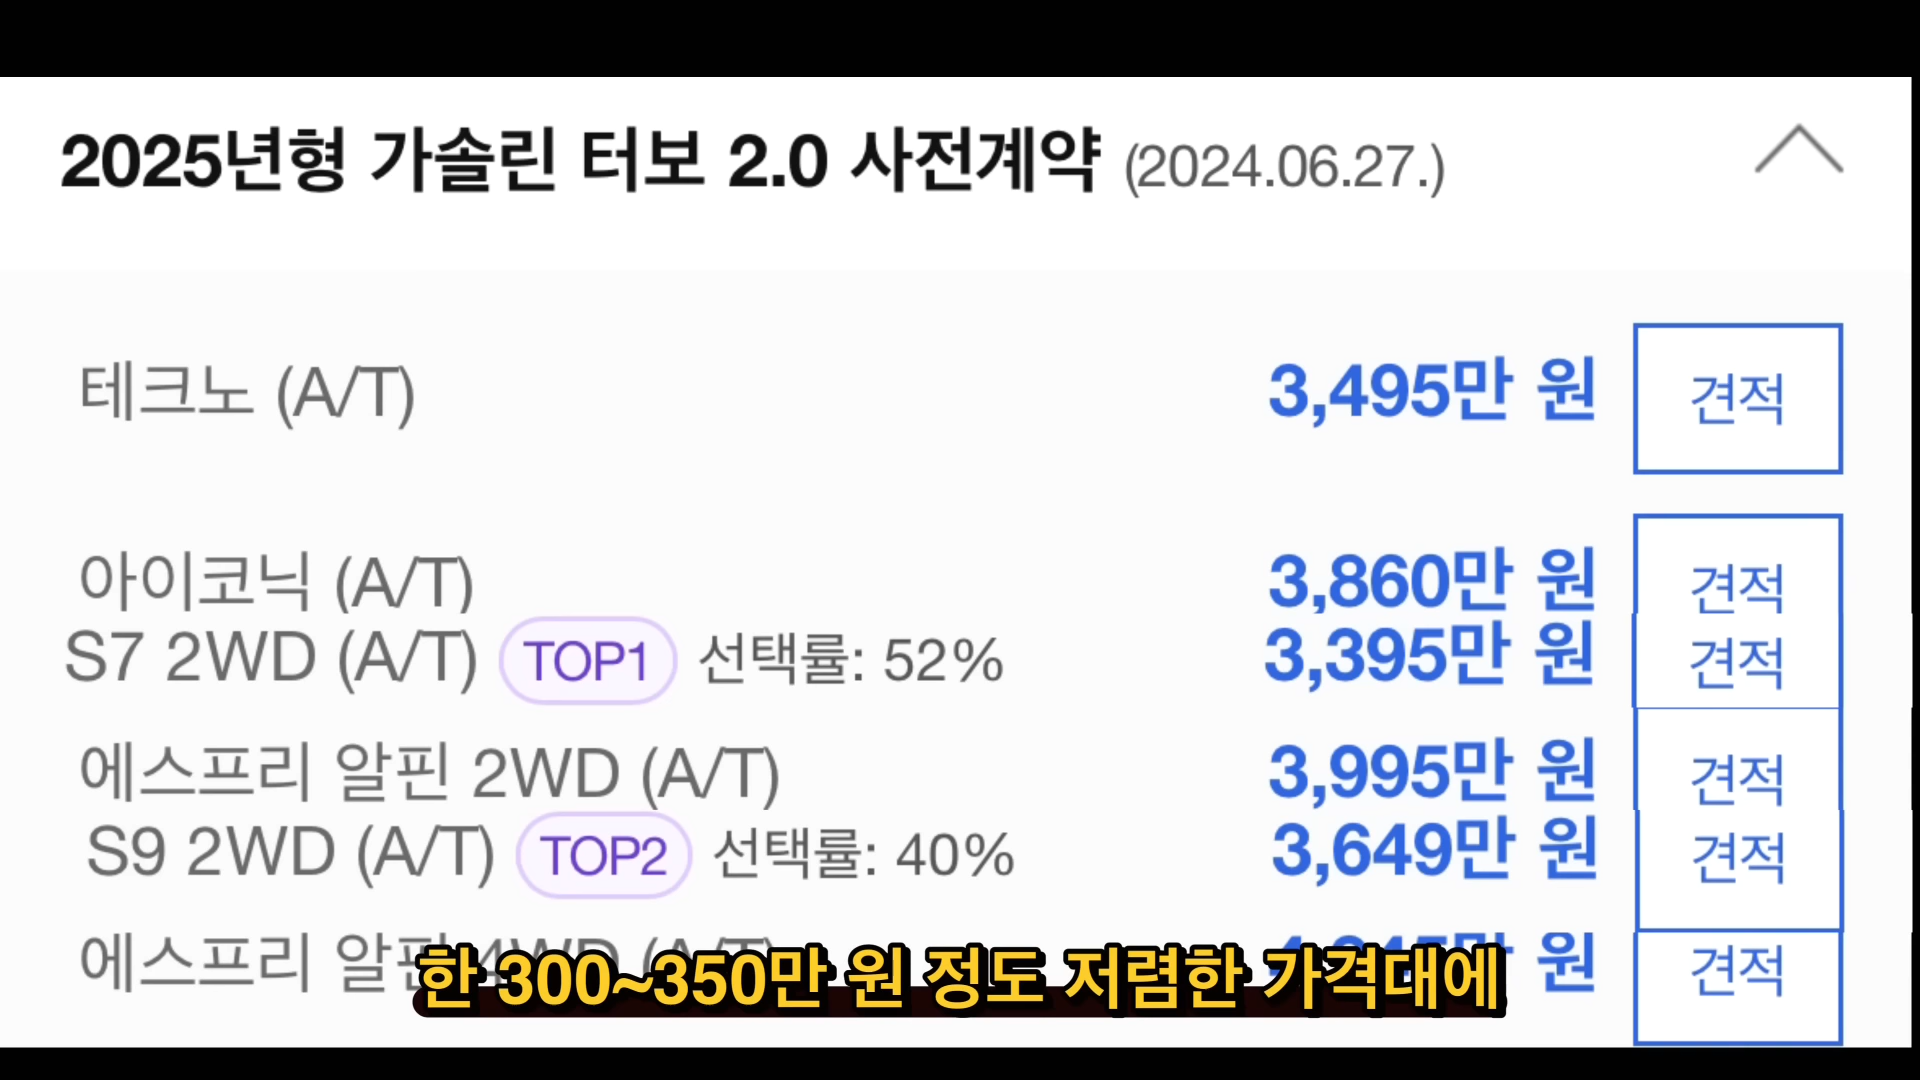 2025년형 가솔린 터보 2.0 사전계약 (2024.06.27.)
테크노 (A/T) 3,495만 원 견적
아이코닉 (A/T) 3,860만 원 견적
S7 2WD (A/T) TOP1 선택률: 52% 3,395만 원 견적
에스프리 알핀 2WD (A/T) 3,995만 원 견적
S9 2WD (A/T) TOP2 선택률: 40% 3,649만 원 견적
에스프리 알핀 4WD (A/T) 원 견적
한 300~350만 원 정도 저렴한 가격대에